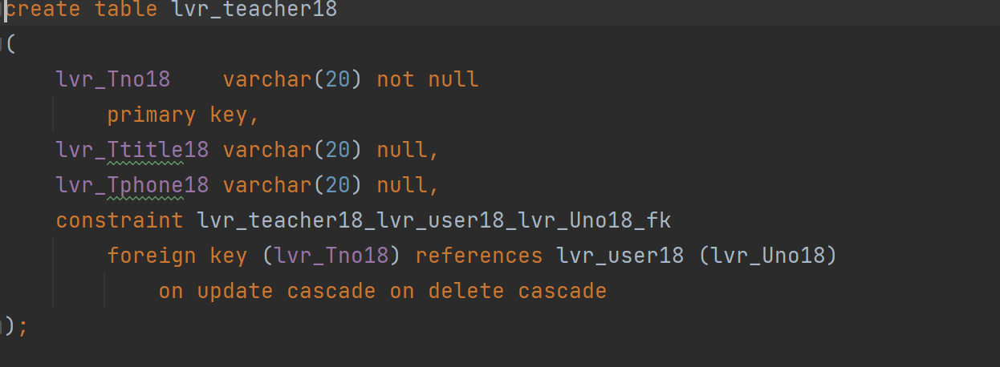 create table lvr_teacher18
(
    lvr_Tno18    varchar(20) not null
        primary key,
    lvr_Ttitle18 varchar(20) null,
    lvr_Tphone18 varchar(20) null,
    constraint lvr_teacher18_lvr_user18_lvr_Uno18_fk
        foreign key (lvr_Tno18) references lvr_user18 (lvr_Uno18)
            on update cascade on delete cascade
);